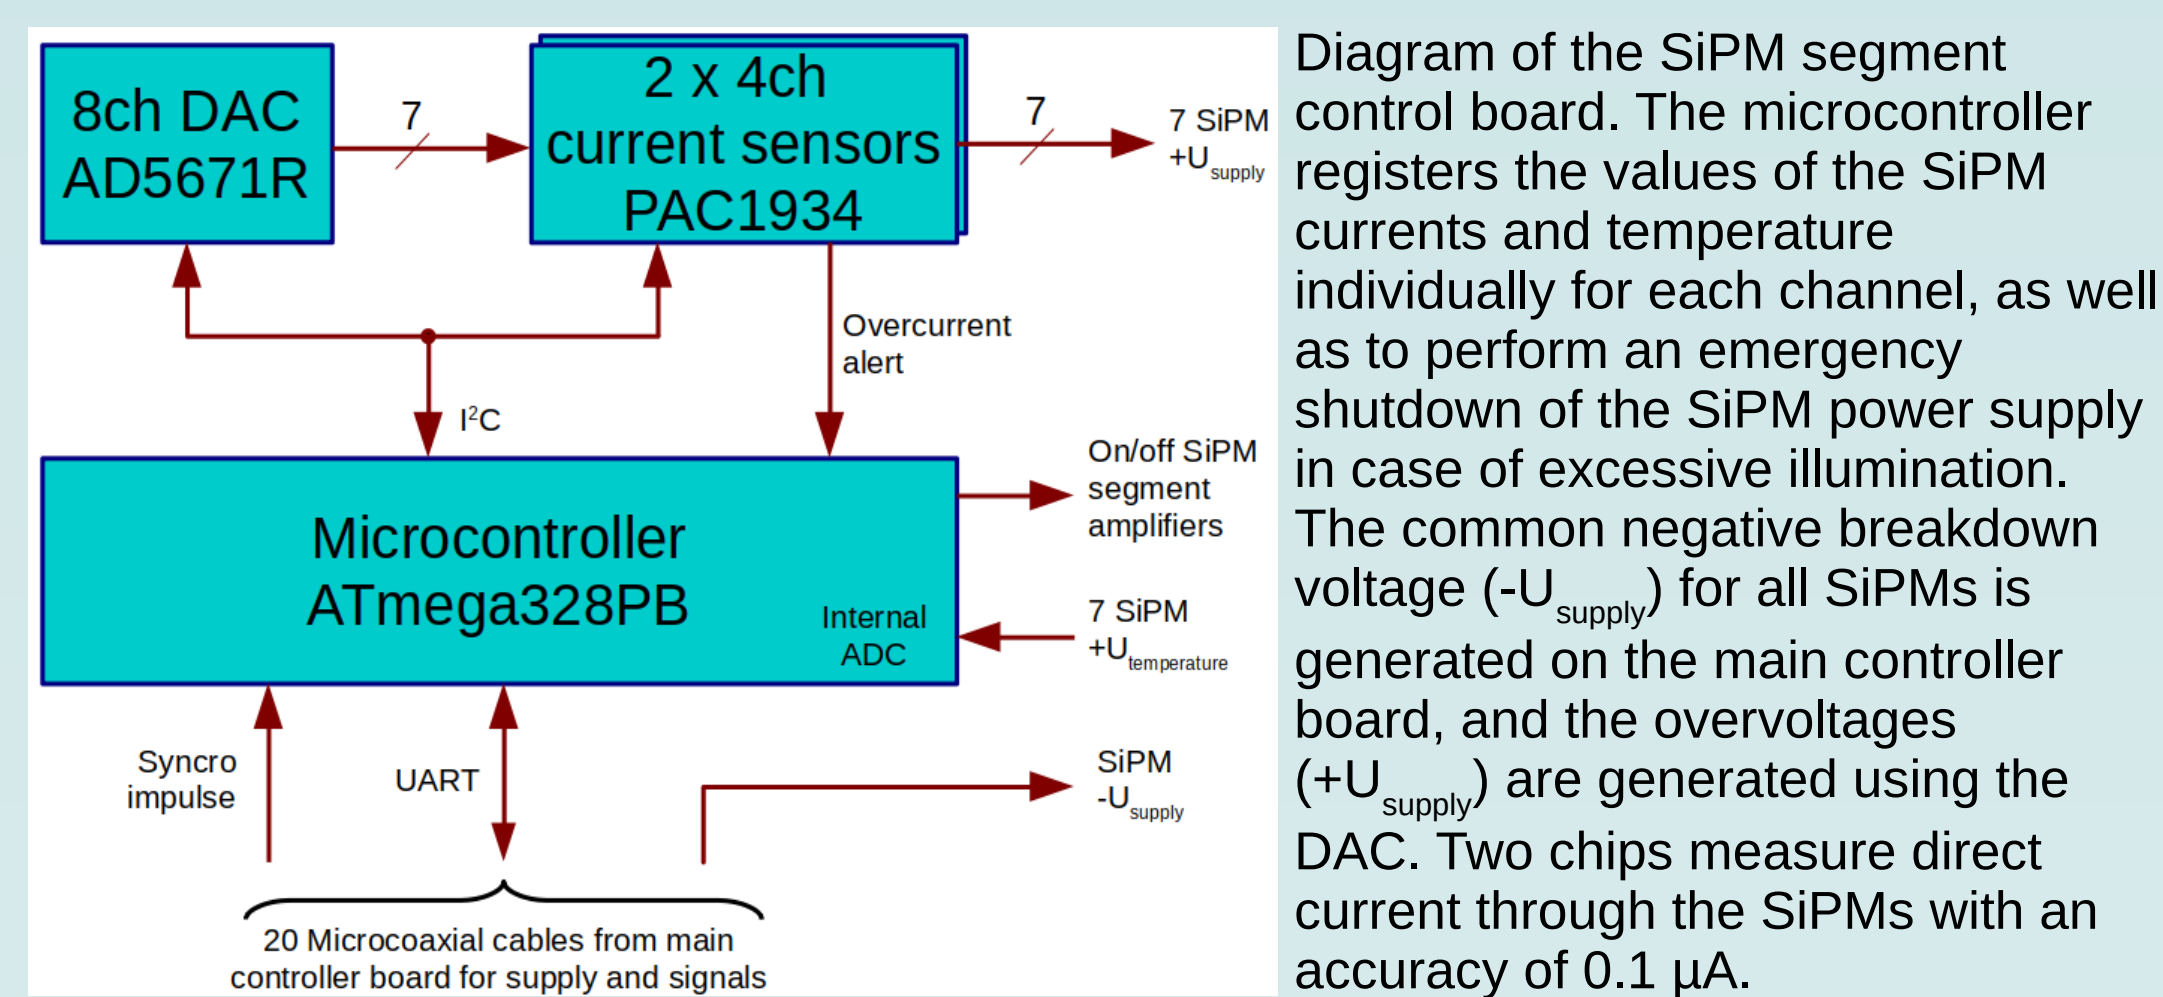 8ch DAC
AD5671R
7
2 x 4ch
current sensors
PAC1934
7
7 SiPM
+U_supply
Overcurrent
alert
I²C
On/off SiPM
segment
amplifiers
Microcontroller
ATmega328PB
Internal
ADC
7 SiPM
+U_temperature
Syncro
impulse
UART
SiPM
-U_supply
20 Microcoaxial cables from main
controller board for supply and signals
Diagram of the SiPM segment
control board. The microcontroller
registers the values of the SiPM
currents and temperature
individually for each channel, as well
as to perform an emergency
shutdown of the SiPM power supply
in case of excessive illumination.
The common negative breakdown
voltage (-U_supply) for all SiPMs is
generated on the main controller
board, and the overvoltages
(+U_supply) are generated using the
DAC. Two chips measure direct
current through the SiPMs with an
accuracy of 0.1 µA.